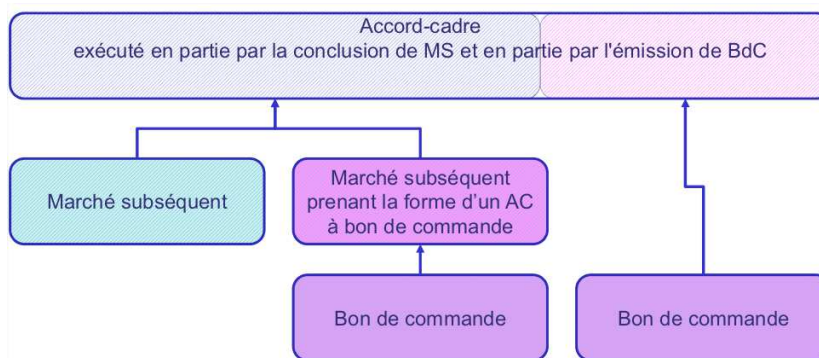 Accord-cadre
exécuté en partie par la conclusion de MS et en partie par l'émission de BdC
Marché subséquent
Marché subséquent
prenant la forme d'un AC
à bon de commande
Bon de commande
Bon de commande